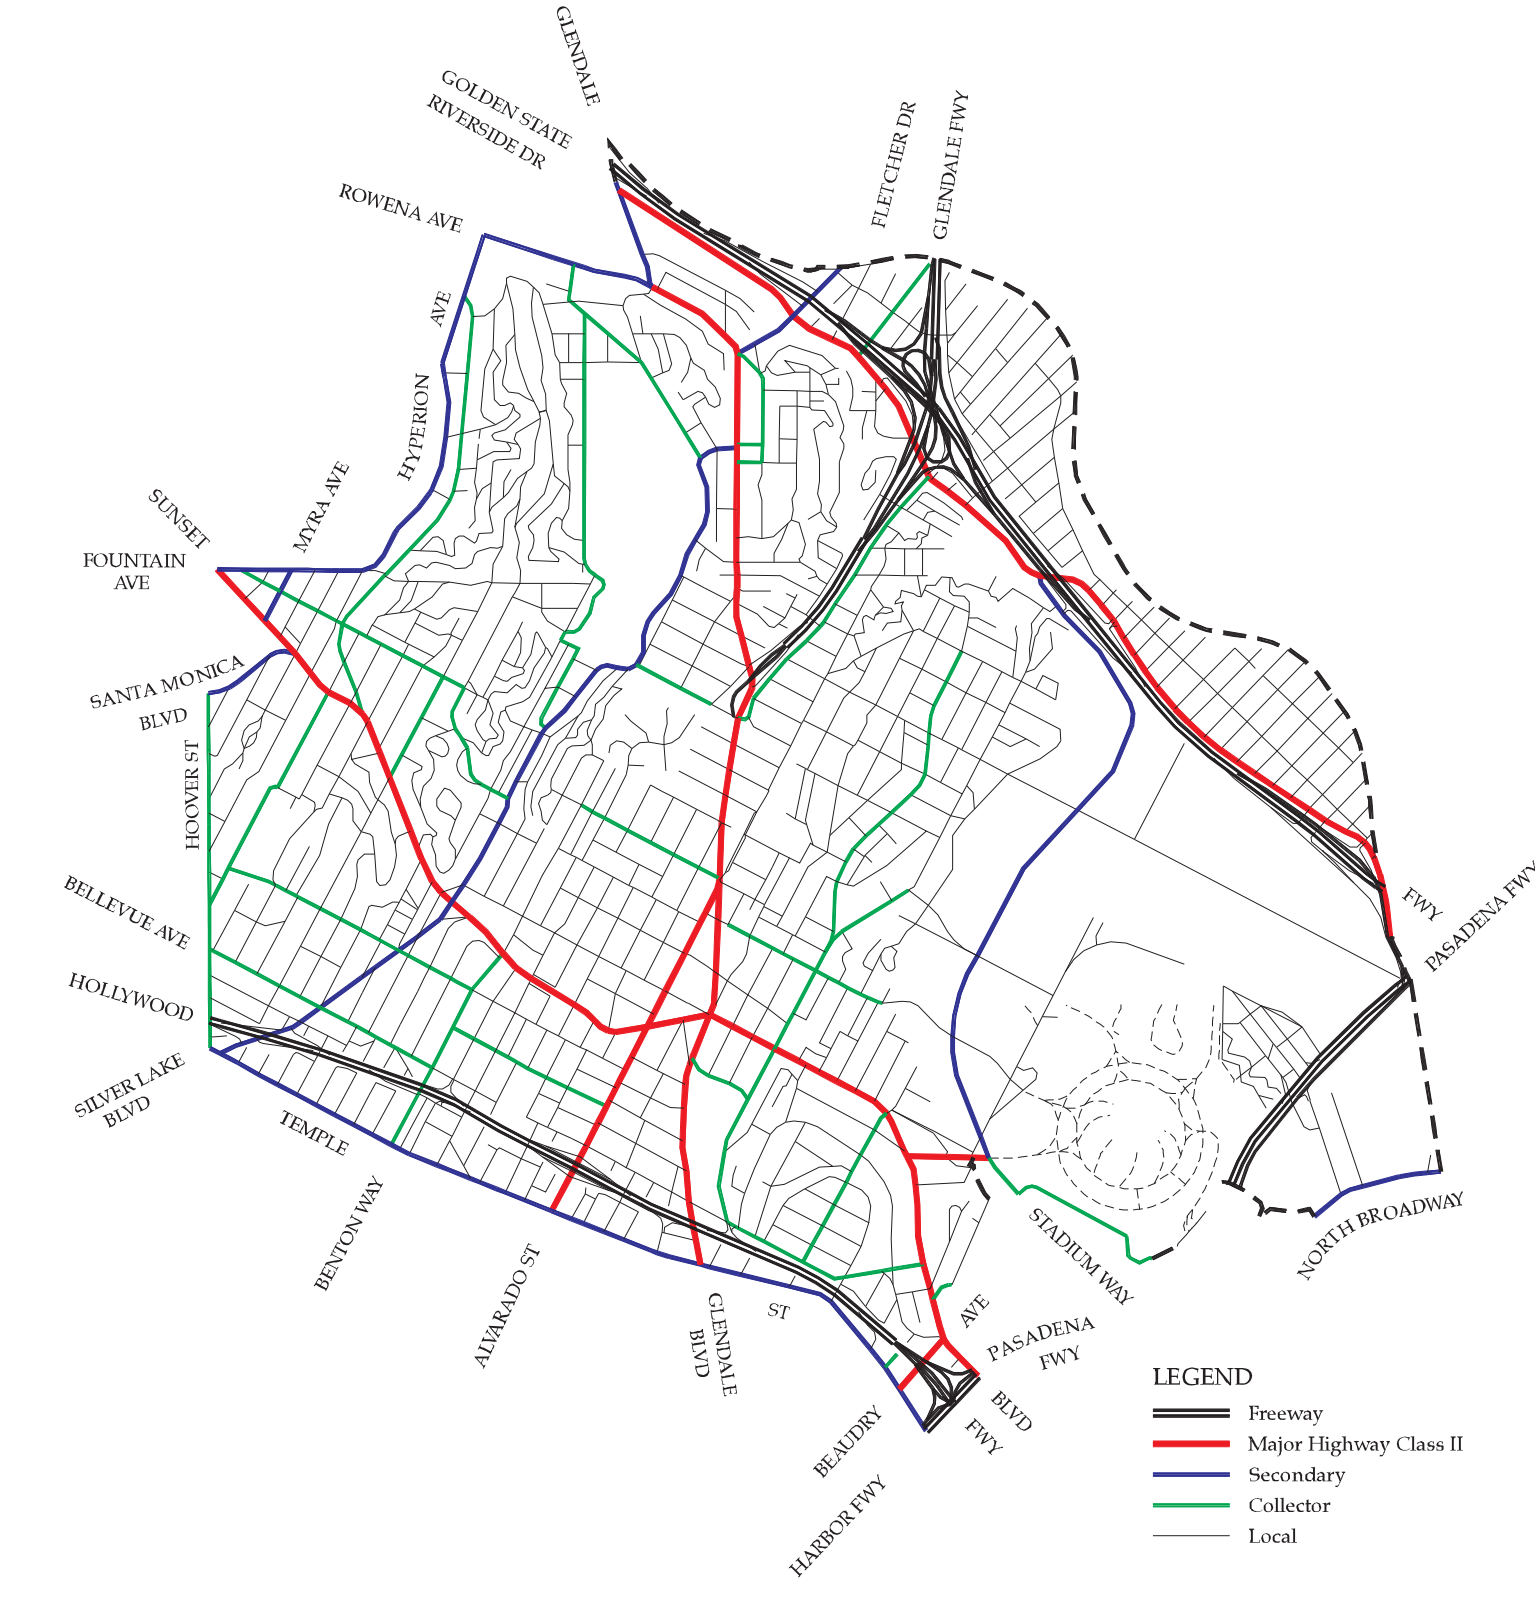 GLENDALE
GOLDEN STATE
RIVERSIDE DR
FLETCHER DR
GLENDALE FWY
ROWENA AVE
AVE
HYPERION
MYRA AVE
SUNSET
FOUNTAIN
AVE
SANTA MONICA
BLVD
HOOVER ST
BELLEVUE AVE
HOLLYWOOD
FWY
PASADENA FWY
SILVER LAKE
BLVD
TEMPLE
BENTON WAY
ALVARADO ST
GLENDALE
BLVD
ST
STADIUM WAY
NORTH BROADWAY
AVE
PASADENA
FWY
BLVD
FWY
BEAUDRY
HARBOR FWY
LEGEND
Freeway
Major Highway Class II
Secondary
Collector
Local